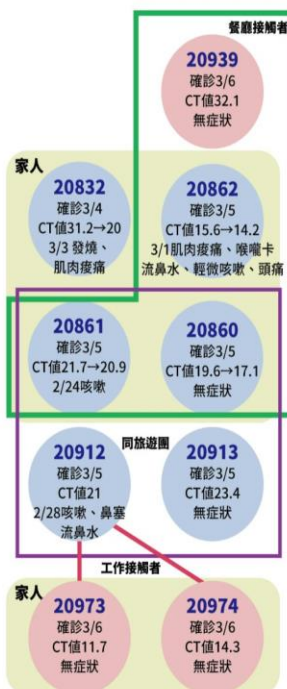 餐廳接觸者
20939
確診3/6
CT值32.1
無症狀
家人
20832
確診3/4
CT值31.2→20
3/3 發燒、
肌肉痠痛
20862
確診3/5
CT值15.6→14.2
3/1肌肉痠痛、喉嚨卡
流鼻水、輕微咳嗽、頭痛
20861
確診3/5
CT值21.7→20.9
2/24咳嗽
20860
確診3/5
CT值19.6→17.1
無症狀
同旅遊團
20912
確診3/5
CT值21
2/28咳嗽、鼻塞
流鼻水
20913
確診3/5
CT值23.4
無症狀
工作接觸者
家人
20973
確診3/6
CT值11.7
無症狀
20974
確診3/6
CT值14.3
無症狀